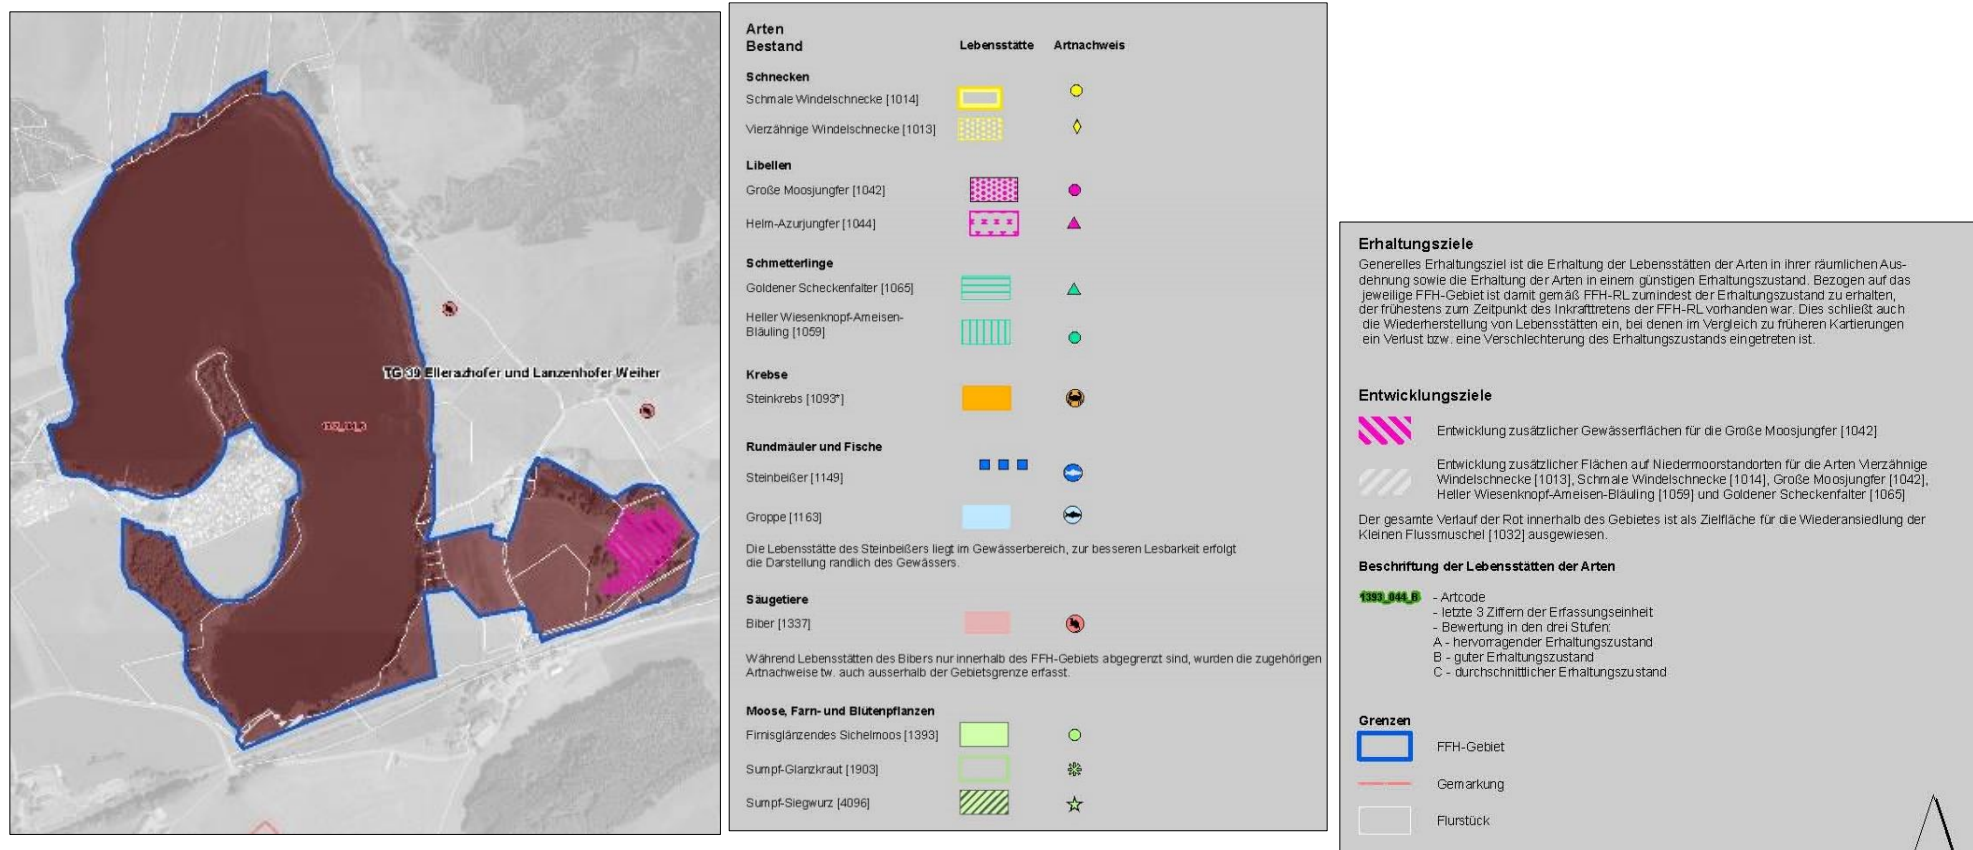 TG 39 Ellerazhofer und Lanzenhofer Weiher
Arten
Bestand
Lebensstätte
Artnachweis
Schnecken
Schmale Windelschnecke [1014]
Vierzähnige Windelschnecke [1013]
Libellen
Große Moosjungfer [1042]
Helm-Azurjungfer [1044]
Schmetterlinge
Goldener Scheckenfalter [1065]
Heller Wiesenknopf-Ameisen-
Bläuling [1059]
Krebse
Steinkrebs [1093*]
Rundmäuler und Fische
Steinbeißer [1149]
Groppe [1163]
Die Lebensstätte des Steinbeißers liegt im Gewässerbereich, zur besseren Lesbarkeit erfolgt
die Darstellung randlich des Gewässers.
Säugetiere
Biber [1337]
Während Lebensstätten des Bibers nur innerhalb des FFH-Gebiets abgegrenzt sind, wurden die zugehörigen
Artnachweise tw. auch ausserhalb der Gebietsgrenze erfasst.
Moose, Farn- und Blütenpflanzen
Firnisglänzendes Sichelmoos [1393]
Sumpf-Glanzkraut [1903]
Sumpf-Siegwurz [4096]
Erhaltungsziele
Generelles Erhaltungsziel ist die Erhaltung der Lebensstätten der Arten in ihrer räumlichen Aus-
dehnung sowie die Erhaltung der Arten in einem günstigen Erhaltungszustand. Bezogen auf das
jeweilige FFH-Gebiet ist damit gemäß FFH-RL zumindest der Erhaltungszustand zu erhalten,
der frühestens zum Zeitpunkt des Inkrafttretens der FFH-RL vorhanden war. Dies schließt auch
die Wiederherstellung von Lebensstätten ein, bei denen im Vergleich zu früheren Kartierungen
ein Verlust bzw. eine Verschlechterung des Erhaltungszustands eingetreten ist.
Entwicklungsziele
Entwicklung zusätzlicher Gewässerflächen für die Große Moosjungfer [1042]
Entwicklung zusätzlicher Flächen auf Niedermoorstandorten für die Arten Vierzähnige
Windelschnecke [1013], Schmale Windelschnecke [1014], Große Moosjungfer [1042],
Heller Wiesenknopf-Ameisen-Bläuling [1059] und Goldener Scheckenfalter [1065]
Der gesamte Verlauf der Rot innerhalb des Gebietes ist als Zielfläche für die Wiederansiedlung der
Kleinen Flussmuschel [1032] ausgewiesen.
Beschriftung der Lebensstätten der Arten
1393_044_B
- Artcode
- letzte 3 Ziffern der Erfassungseinheit
- Bewertung in den drei Stufen:
A - hervorragender Erhaltungszustand
B - guter Erhaltungszustand
C - durchschnittlicher Erhaltungszustand
Grenzen
FFH-Gebiet
Gemarkung
Flurstück